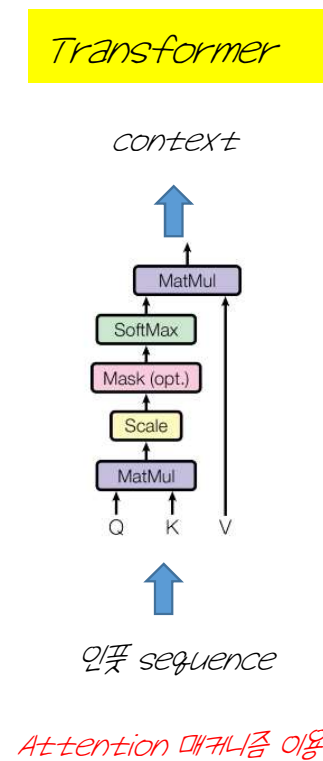 Transformer
context
MatMul
SoftMax
Mask (opt.)
Scale
MatMul
Q K V
인풋 sequence
Attention 매커니즘 이용